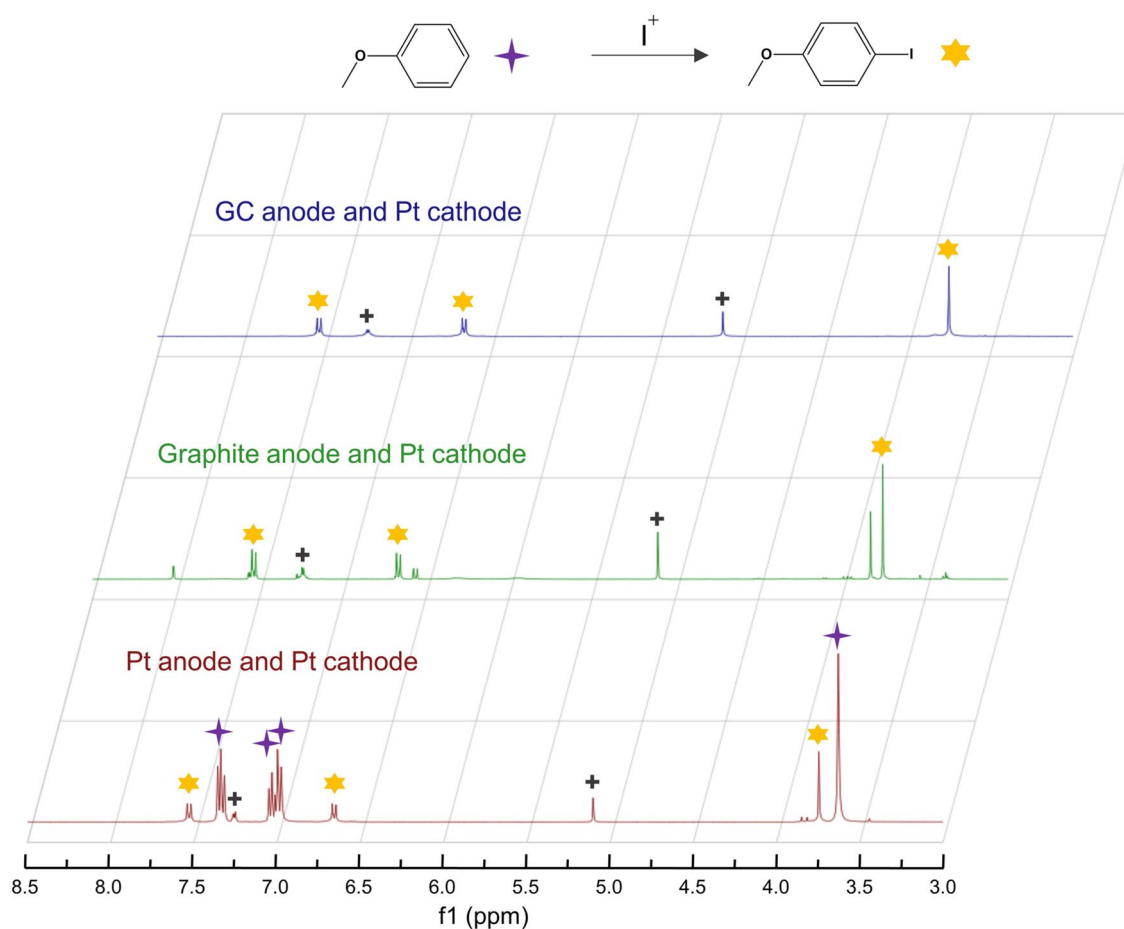 I+
O
O
I
GC anode and Pt cathode
Graphite anode and Pt cathode
Pt anode and Pt cathode
8.5 8.0 7.5 7.0 6.5 6.0 5.5 5.0 4.5 4.0 3.5 3.0
f1 (ppm)